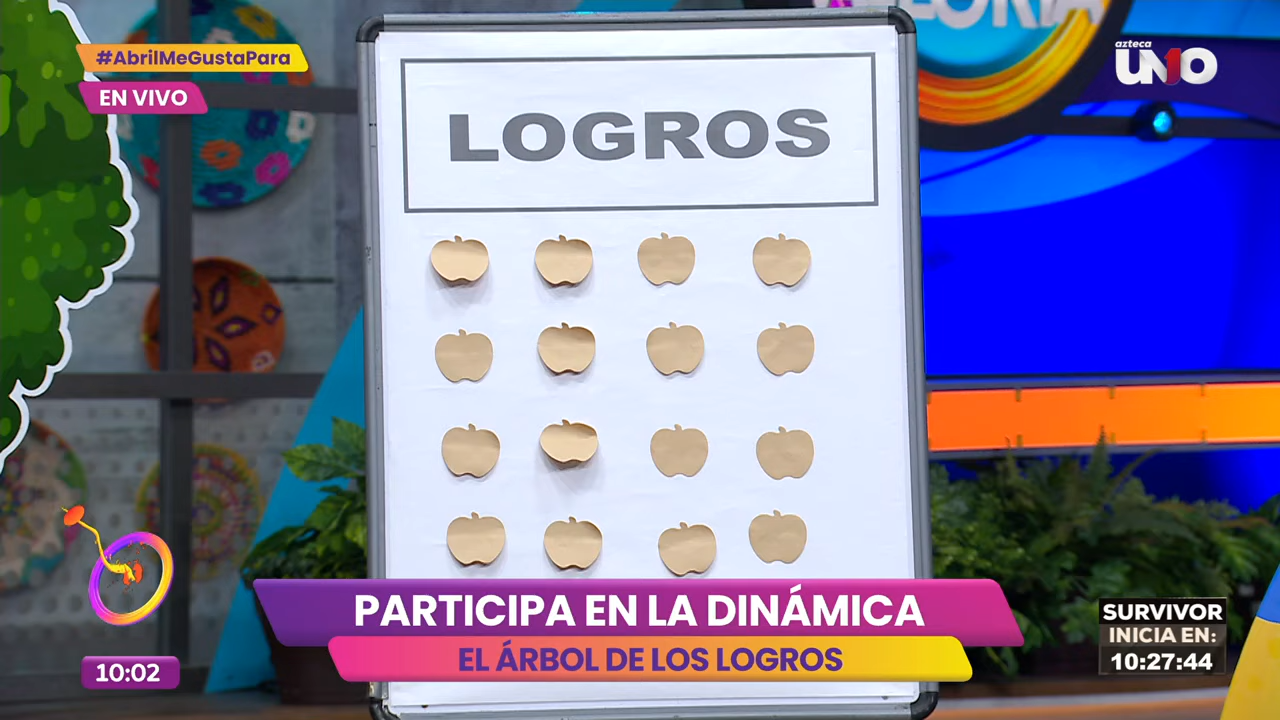 #AbrilMeGustaPara
EN VIVO
azteca
UNO
LOGROS
PARTICIPA EN LA DINÁMICA
EL ÁRBOL DE LOS LOGROS
10:02
SURVIVOR
INICIA EN:
10:27:44